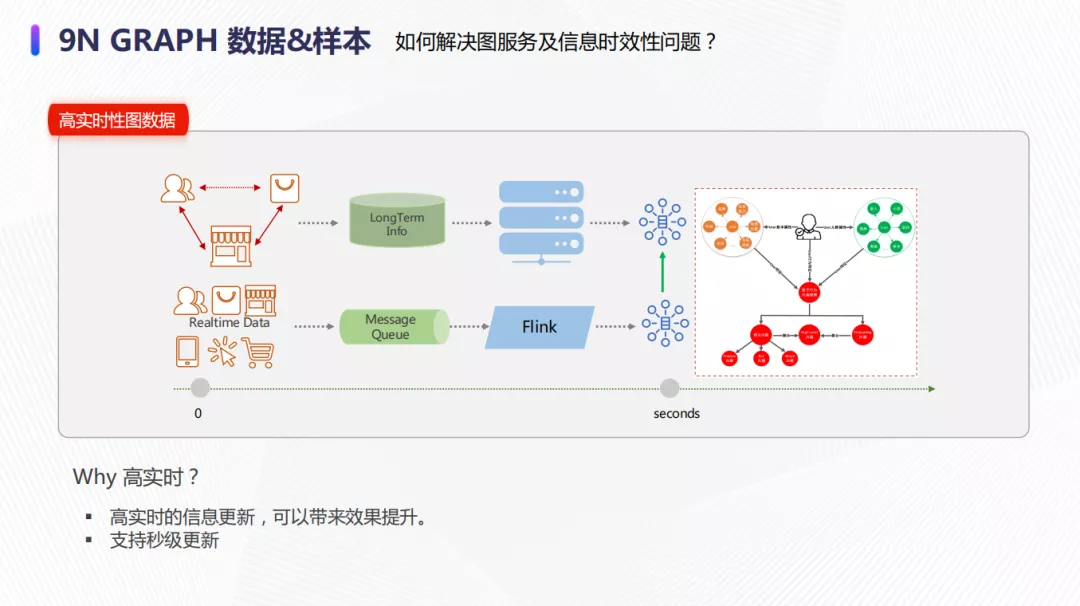 9N GRAPH 数据&样本
如何解决图服务及信息时效性问题？
高实时性图数据
LongTerm
Info
Realtime Data
Message
Queue
Flink
0
seconds
Why 高实时？
▪ 高实时的信息更新，可以带来效果提升。
▪ 支持秒级更新